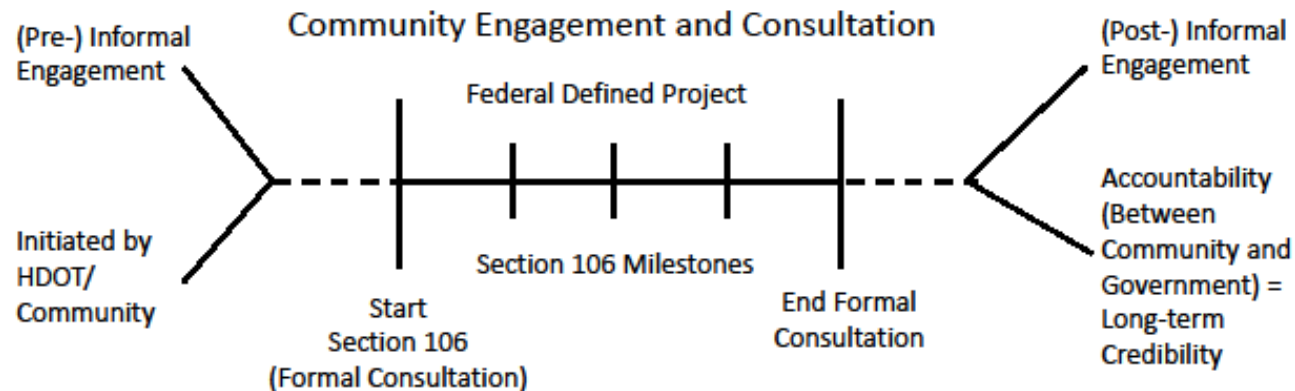 Community Engagement and Consultation
(Pre-) Informal
Engagement
Initiated by
HDOT/
Community
Federal Defined Project
Section 106 Milestones
Start
Section 106
(Formal Consultation)
End Formal
Consultation
(Post-) Informal
Engagement
Accountability
(Between
Community and
Government) =
Long-term
Credibility